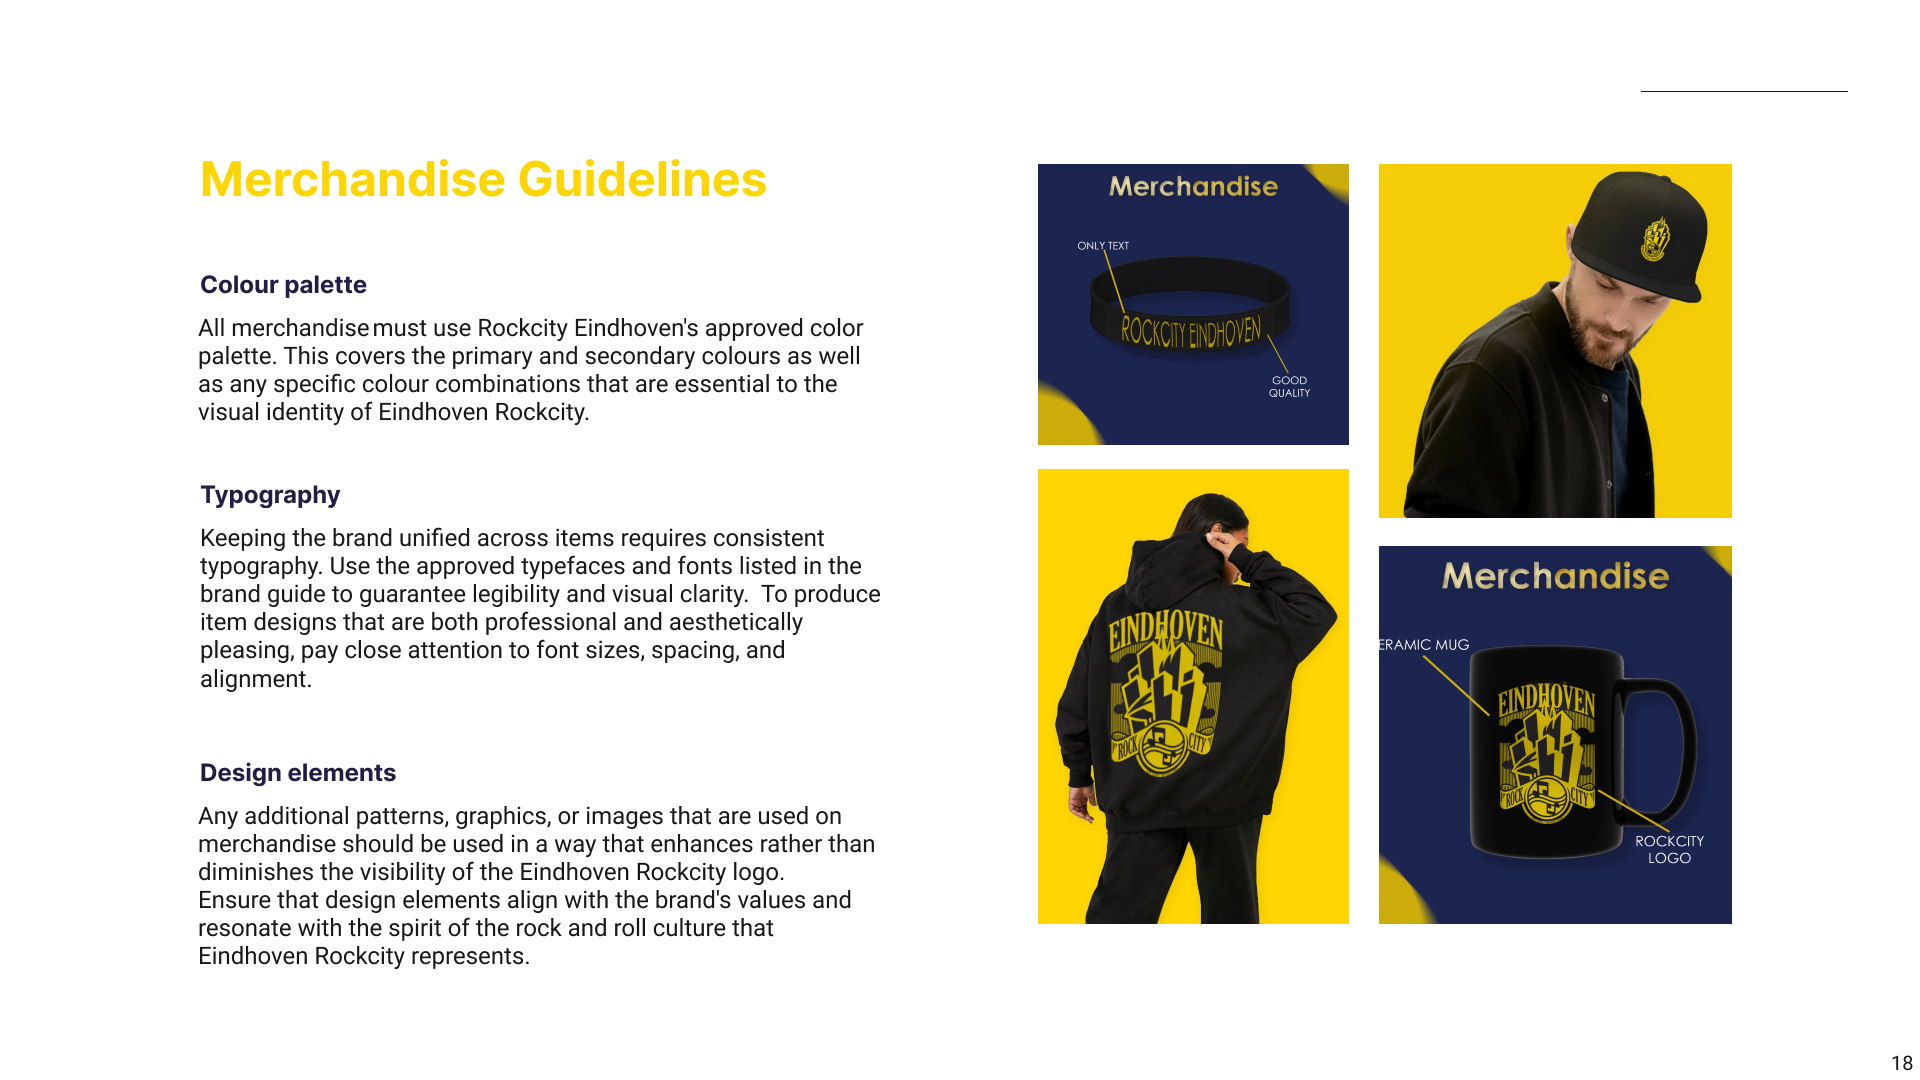 Merchandise Guidelines
Colour palette
All merchandise must use Rockcity Eindhoven's approved color
palette. This covers the primary and secondary colours as well
as any specific colour combinations that are essential to the
visual identity of Eindhoven Rockcity.
Typography
Keeping the brand unified across items requires consistent
typography. Use the approved typefaces and fonts listed in the
brand guide to guarantee legibility and visual clarity.  To produce
item designs that are both professional and aesthetically
pleasing, pay close attention to font sizes, spacing, and
alignment.
Design elements
Any additional patterns, graphics, or images that are used on
merchandise should be used in a way that enhances rather than
diminishes the visibility of the Eindhoven Rockcity logo.
Ensure that design elements align with the brand's values and
resonate with the spirit of the rock and roll culture that
Eindhoven Rockcity represents.
Merchandise
ONLY TEXT
ROCKCITY EINDHOVEN
GOOD
QUALITY
EINDHOVEN
ROCK CITY
Merchandise
ERAMIC MUG
EINDHOVEN
ROCK CITY
ROCKCITY
LOGO
18